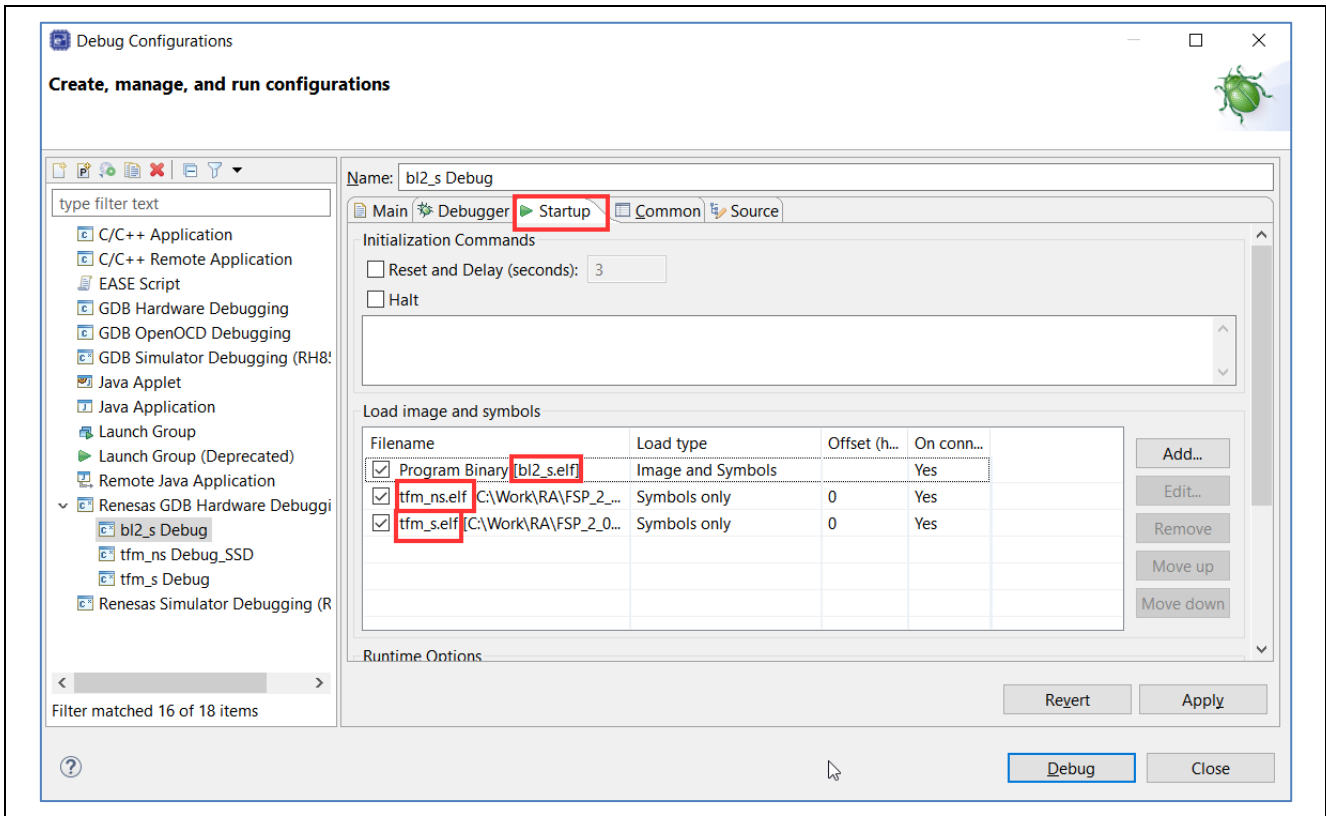 Debug Configurations
Create, manage, and run configurations
type filter text
C/C++ Application
C/C++ Remote Application
EASE Script
GDB Hardware Debugging
GDB OpenOCD Debugging
GDB Simulator Debugging (RH85
Java Applet
Java Application
Launch Group
Launch Group (Deprecated)
Remote Java Application
Renesas GDB Hardware Debuggi
bl2_s Debug
tfm_ns Debug_SSD
tfm_s Debug
Renesas Simulator Debugging (R
Filter matched 16 of 18 items
Name: bl2_s Debug
Main Debugger Startup Common Source
Initialization Commands
Reset and Delay (seconds): 3
Halt
Load image and symbols
Filename Load type Offset (h... On conn...
Program Binary [bl2_s.elf] Image and Symbols Yes
tfm_ns.elf [C:\Work\RA\FSP_2_... Symbols only 0 Yes
tfm_s.elf [C:\Work\RA\FSP_2_0... Symbols only 0 Yes
Add...
Edit...
Remove
Move up
Move down
Runtime Options
Revert Apply
Debug Close